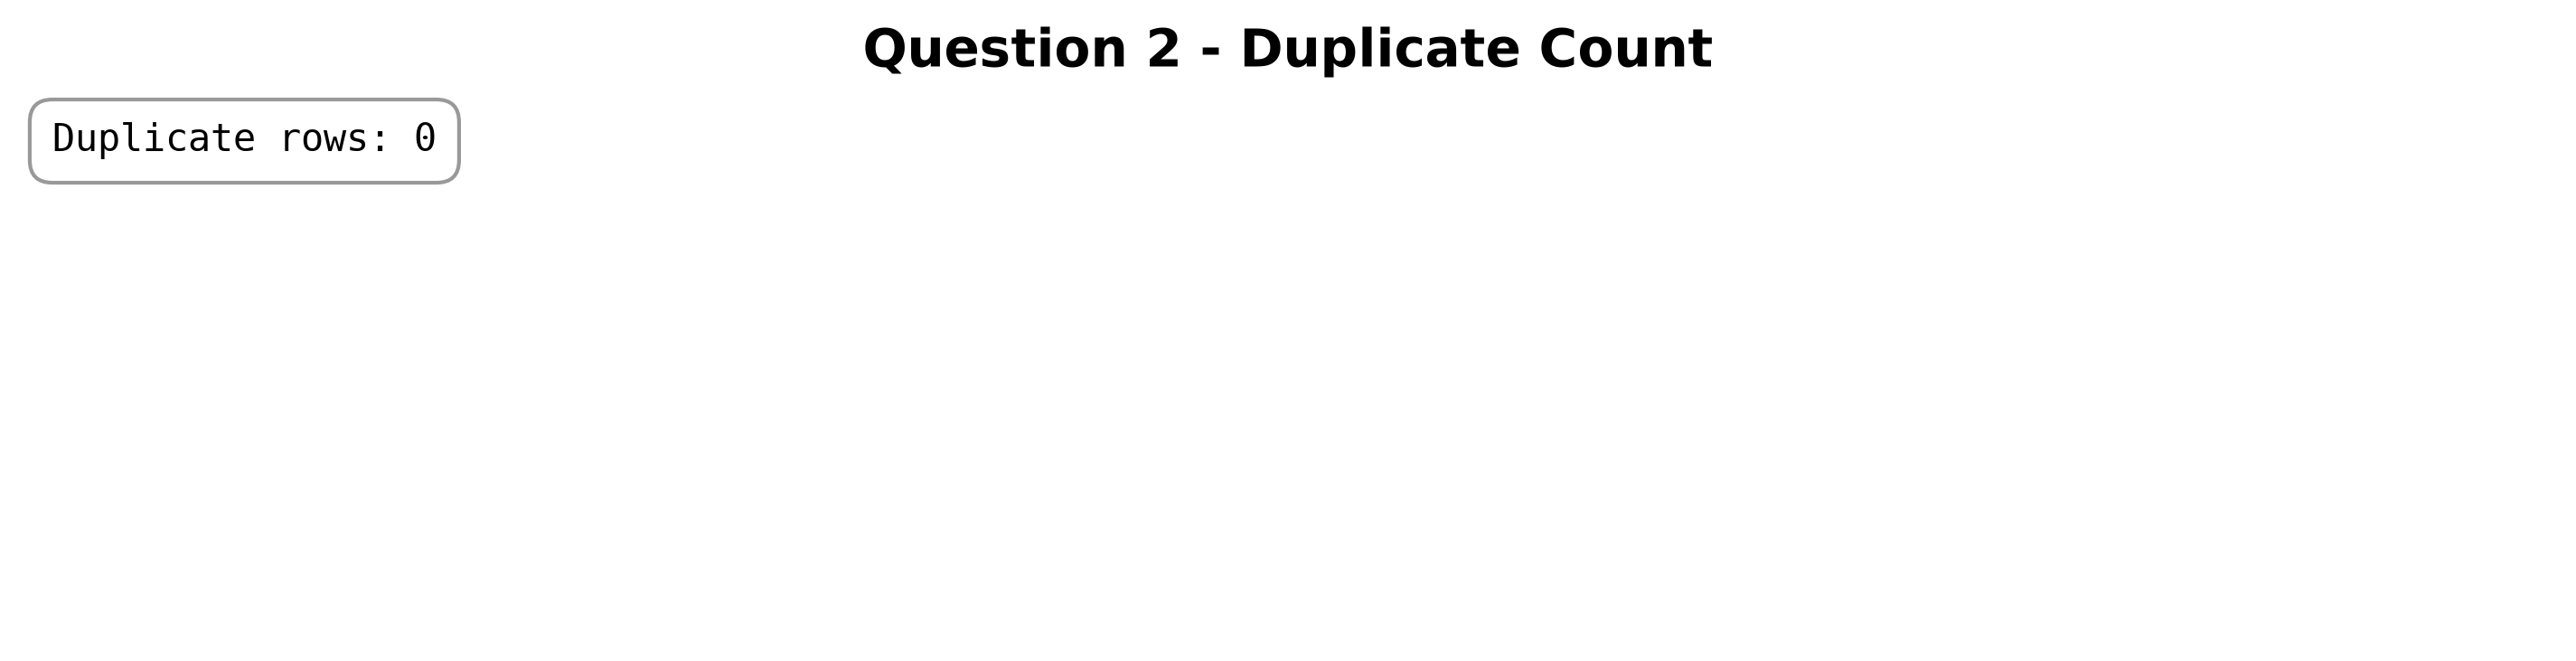 Question 2 - Duplicate Count
Duplicate rows: 0